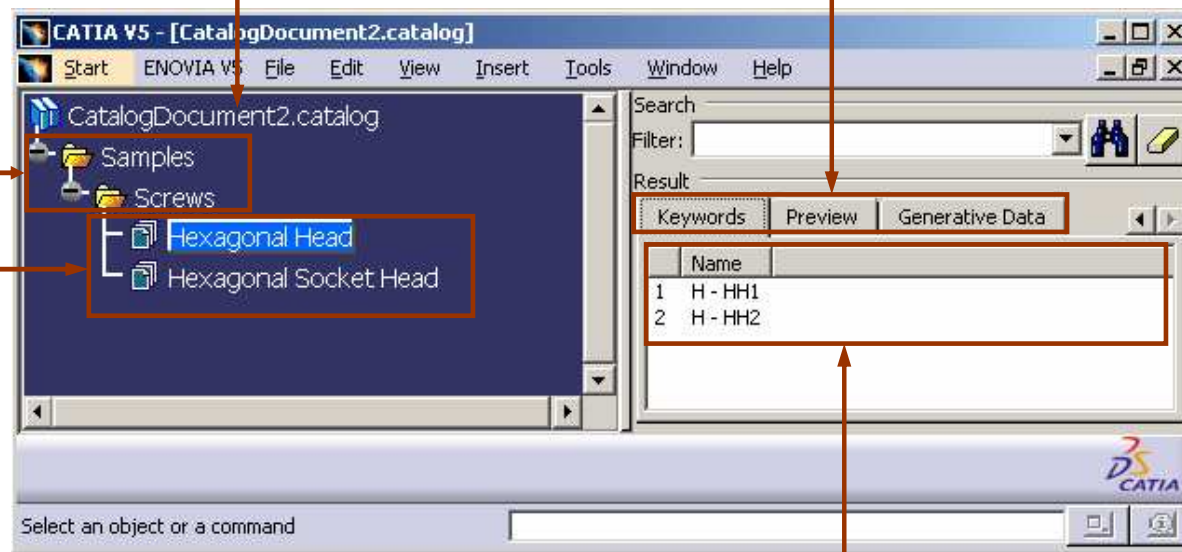 CATIA V5 - [CatalogDocument2.catalog]
Start ENOVIA V5 File Edit View Insert Tools Window Help
CatalogDocument2.catalog
Samples
Screws
Hexagonal Head
Hexagonal Socket Head
Search
Filter:
Result
Keywords Preview Generative Data
Name
1 H - HH1
2 H - HH2
DS
CATIA
Select an object or a command